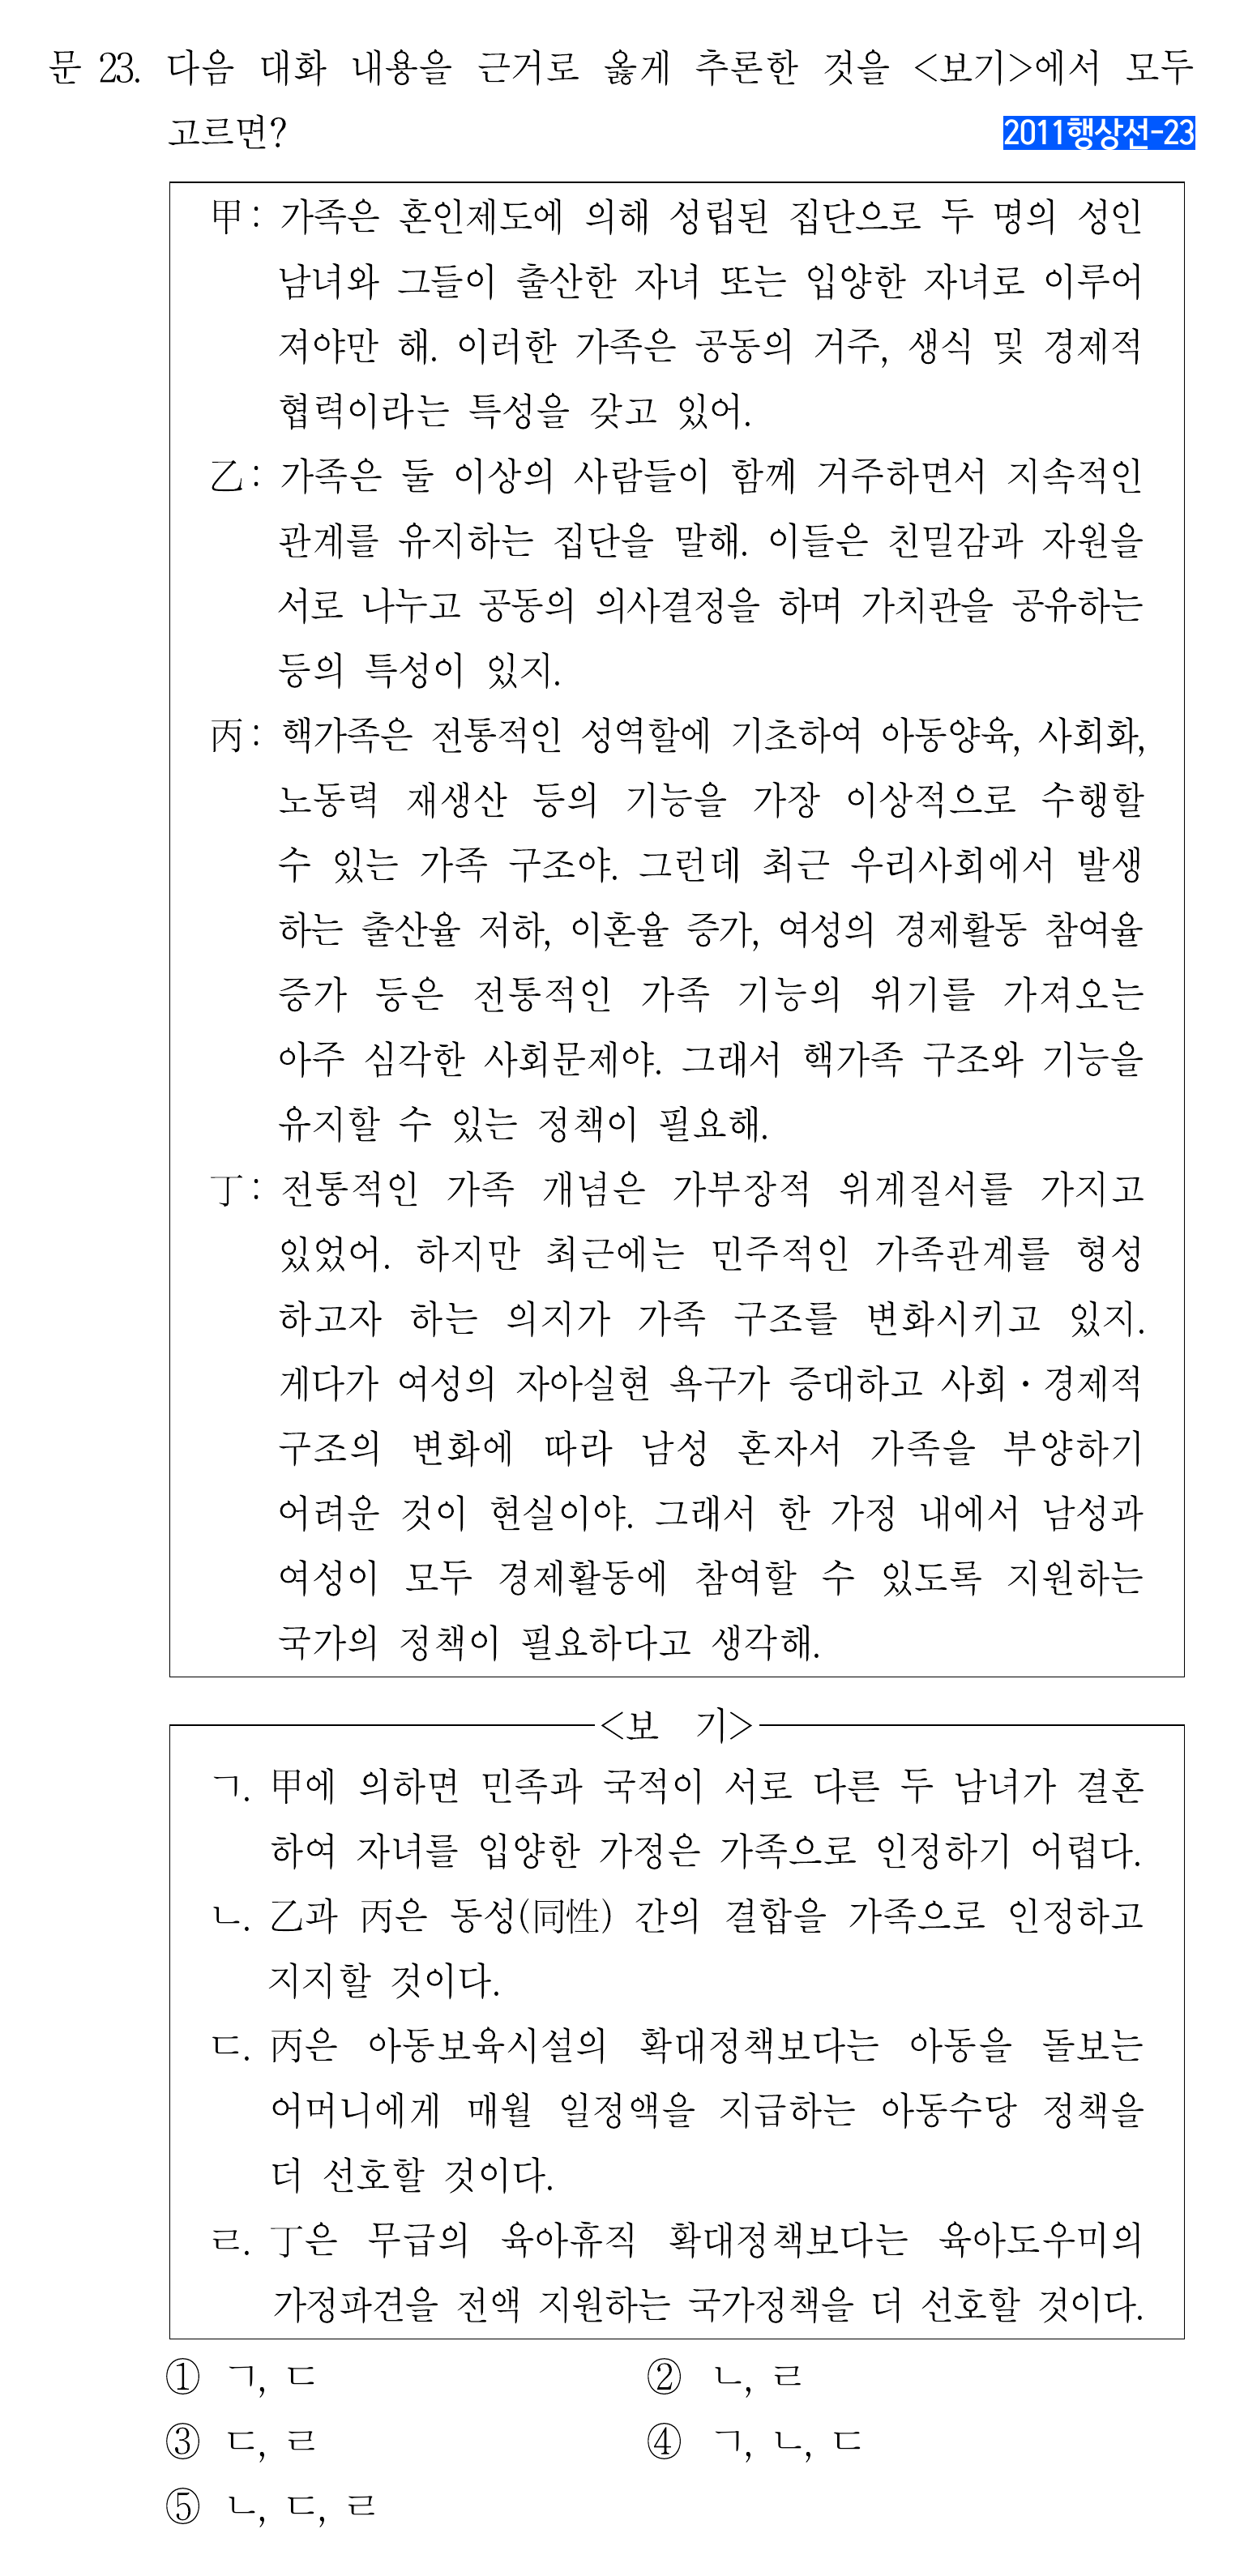 문 23. 다음 대화 내용을 근거로 옳게 추론한 것을 <보기>에서 모두
고르면?
2011행상선-23
甲: 가족은 혼인제도에 의해 성립된 집단으로 두 명의 성인
남녀와 그들이 출산한 자녀 또는 입양한 자녀로 이루어
져야만 해. 이러한 가족은 공동의 거주, 생식 및 경제적
협력이라는 특성을 갖고 있어.
乙: 가족은 둘 이상의 사람들이 함께 거주하면서 지속적인
관계를 유지하는 집단을 말해. 이들은 친밀감과 자원을
서로 나누고 공동의 의사결정을 하며 가치관을 공유하는
등의 특성이 있지.
丙: 핵가족은 전통적인 성역할에 기초하여 아동양육, 사회화,
노동력 재생산 등의 기능을 가장 이상적으로 수행할
수 있는 가족 구조야. 그런데 최근 우리사회에서 발생
하는 출산율 저하, 이혼율 증가, 여성의 경제활동 참여율
증가 등은 전통적인 가족 기능의 위기를 가져오는
아주 심각한 사회문제야. 그래서 핵가족 구조와 기능을
유지할 수 있는 정책이 필요해.
丁: 전통적인 가족 개념은 가부장적 위계질서를 가지고
있었어. 하지만 최근에는 민주적인 가족관계를 형성
하고자 하는 의지가 가족 구조를 변화시키고 있지.
게다가 여성의 자아실현 욕구가 증대하고 사회·경제적
구조의 변화에 따라 남성 혼자서 가족을 부양하기
어려운 것이 현실이야. 그래서 한 가정 내에서 남성과
여성이 모두 경제활동에 참여할 수 있도록 지원하는
국가의 정책이 필요하다고 생각해.
<보 기>
ㄱ. 甲에 의하면 민족과 국적이 서로 다른 두 남녀가 결혼
하여 자녀를 입양한 가정은 가족으로 인정하기 어렵다.
ㄴ. 乙과 丙은 동성(同性) 간의 결합을 가족으로 인정하고
지지할 것이다.
ㄷ. 丙은 아동보육시설의 확대정책보다는 아동을 돌보는
어머니에게 매월 일정액을 지급하는 아동수당 정책을
더 선호할 것이다.
ㄹ. 丁은 무급의 육아휴직 확대정책보다는 육아도우미의
가정파견을 전액 지원하는 국가정책을 더 선호할 것이다.
① ㄱ, ㄷ ② ㄴ, ㄹ
③ ㄷ, ㄹ ④ ㄱ, ㄴ, ㄷ
⑤ ㄴ, ㄷ, ㄹ